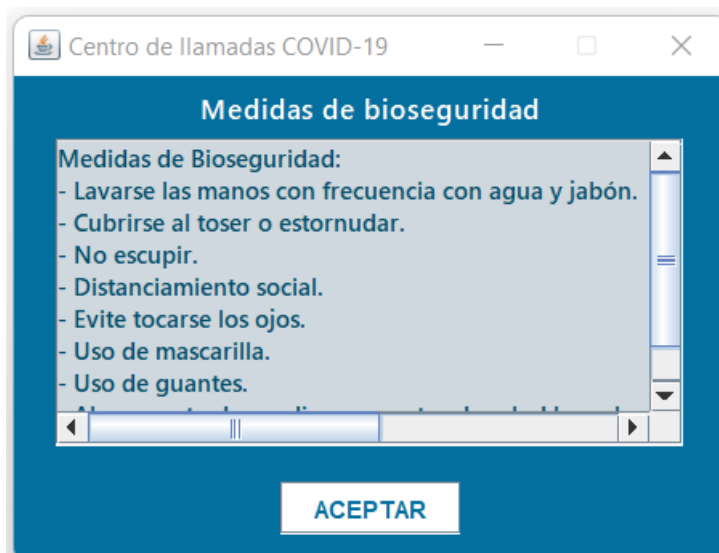 Centro de llamadas COVID-19
Medidas de bioseguridad
Medidas de Bioseguridad:
- Lavarse las manos con frecuencia con agua y jabón.
- Cubrirse al toser o estornudar.
- No escupir.
- Distanciamiento social.
- Evite tocarse los ojos.
- Uso de mascarilla.
- Uso de guantes.
ACEPTAR